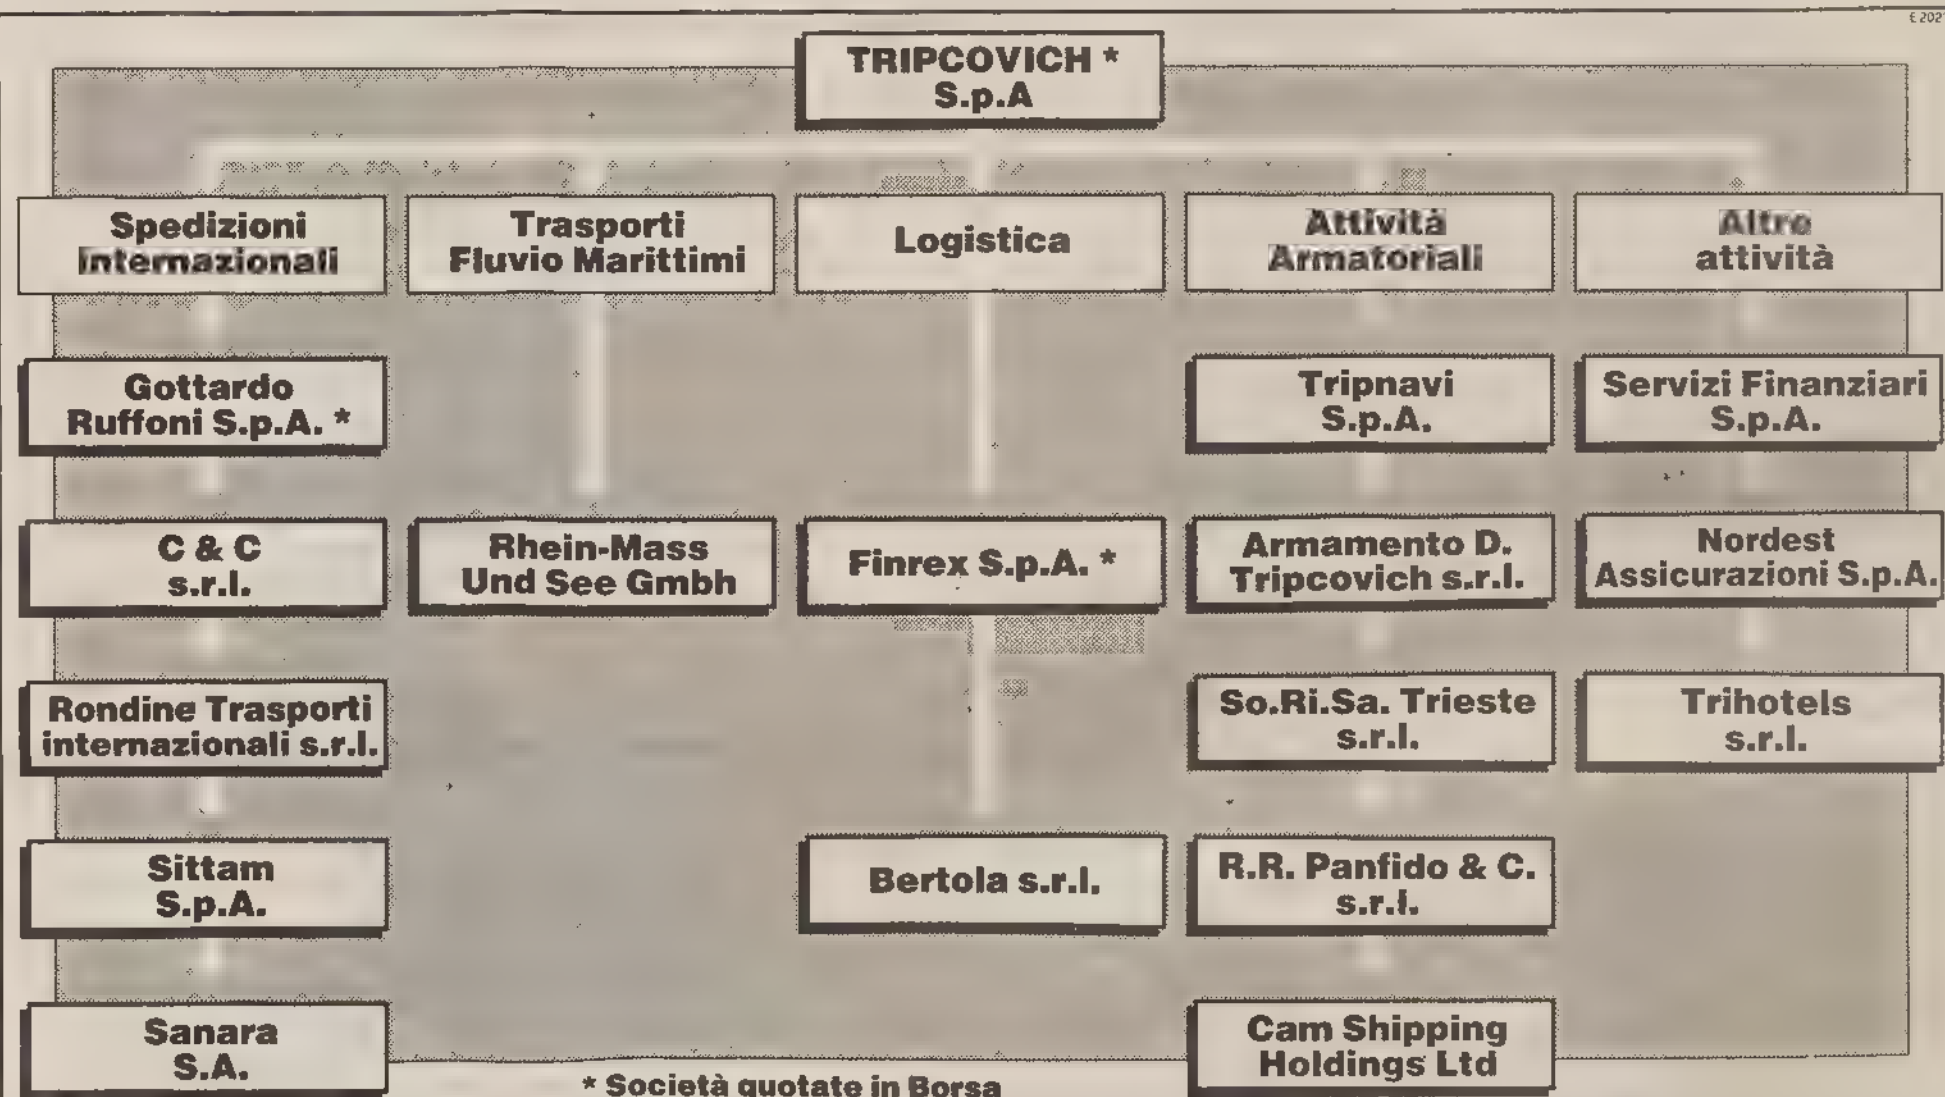 TRIPCOVICH *
S.p.A
Spedizioni
internazionali
Trasporti
Fluvio Marittimi
Logistica
Attività
Armatoriali
Altre
attività
Gottardo
Ruffoni S.p.A. *
Tripnavi
S.p.A.
Servizi Finanziari
S.p.A.
C & C
s.r.l.
Rhein-Mass
Und See Gmbh
Finrex S.p.A. *
Armamento D.
Tripcovich s.r.l.
Nordest
Assicurazioni S.p.A.
Rondine Trasporti
internazionali s.r.l.
So.Ri.Sa. Trieste
s.r.l.
Trihotels
s.r.l.
Sittam
S.p.A.
Bertola s.r.l.
R.R. Panfido & C.
s.r.l.
Sanara
S.A.
Cam Shipping
Holdings Ltd
* Società quotate in Borsa